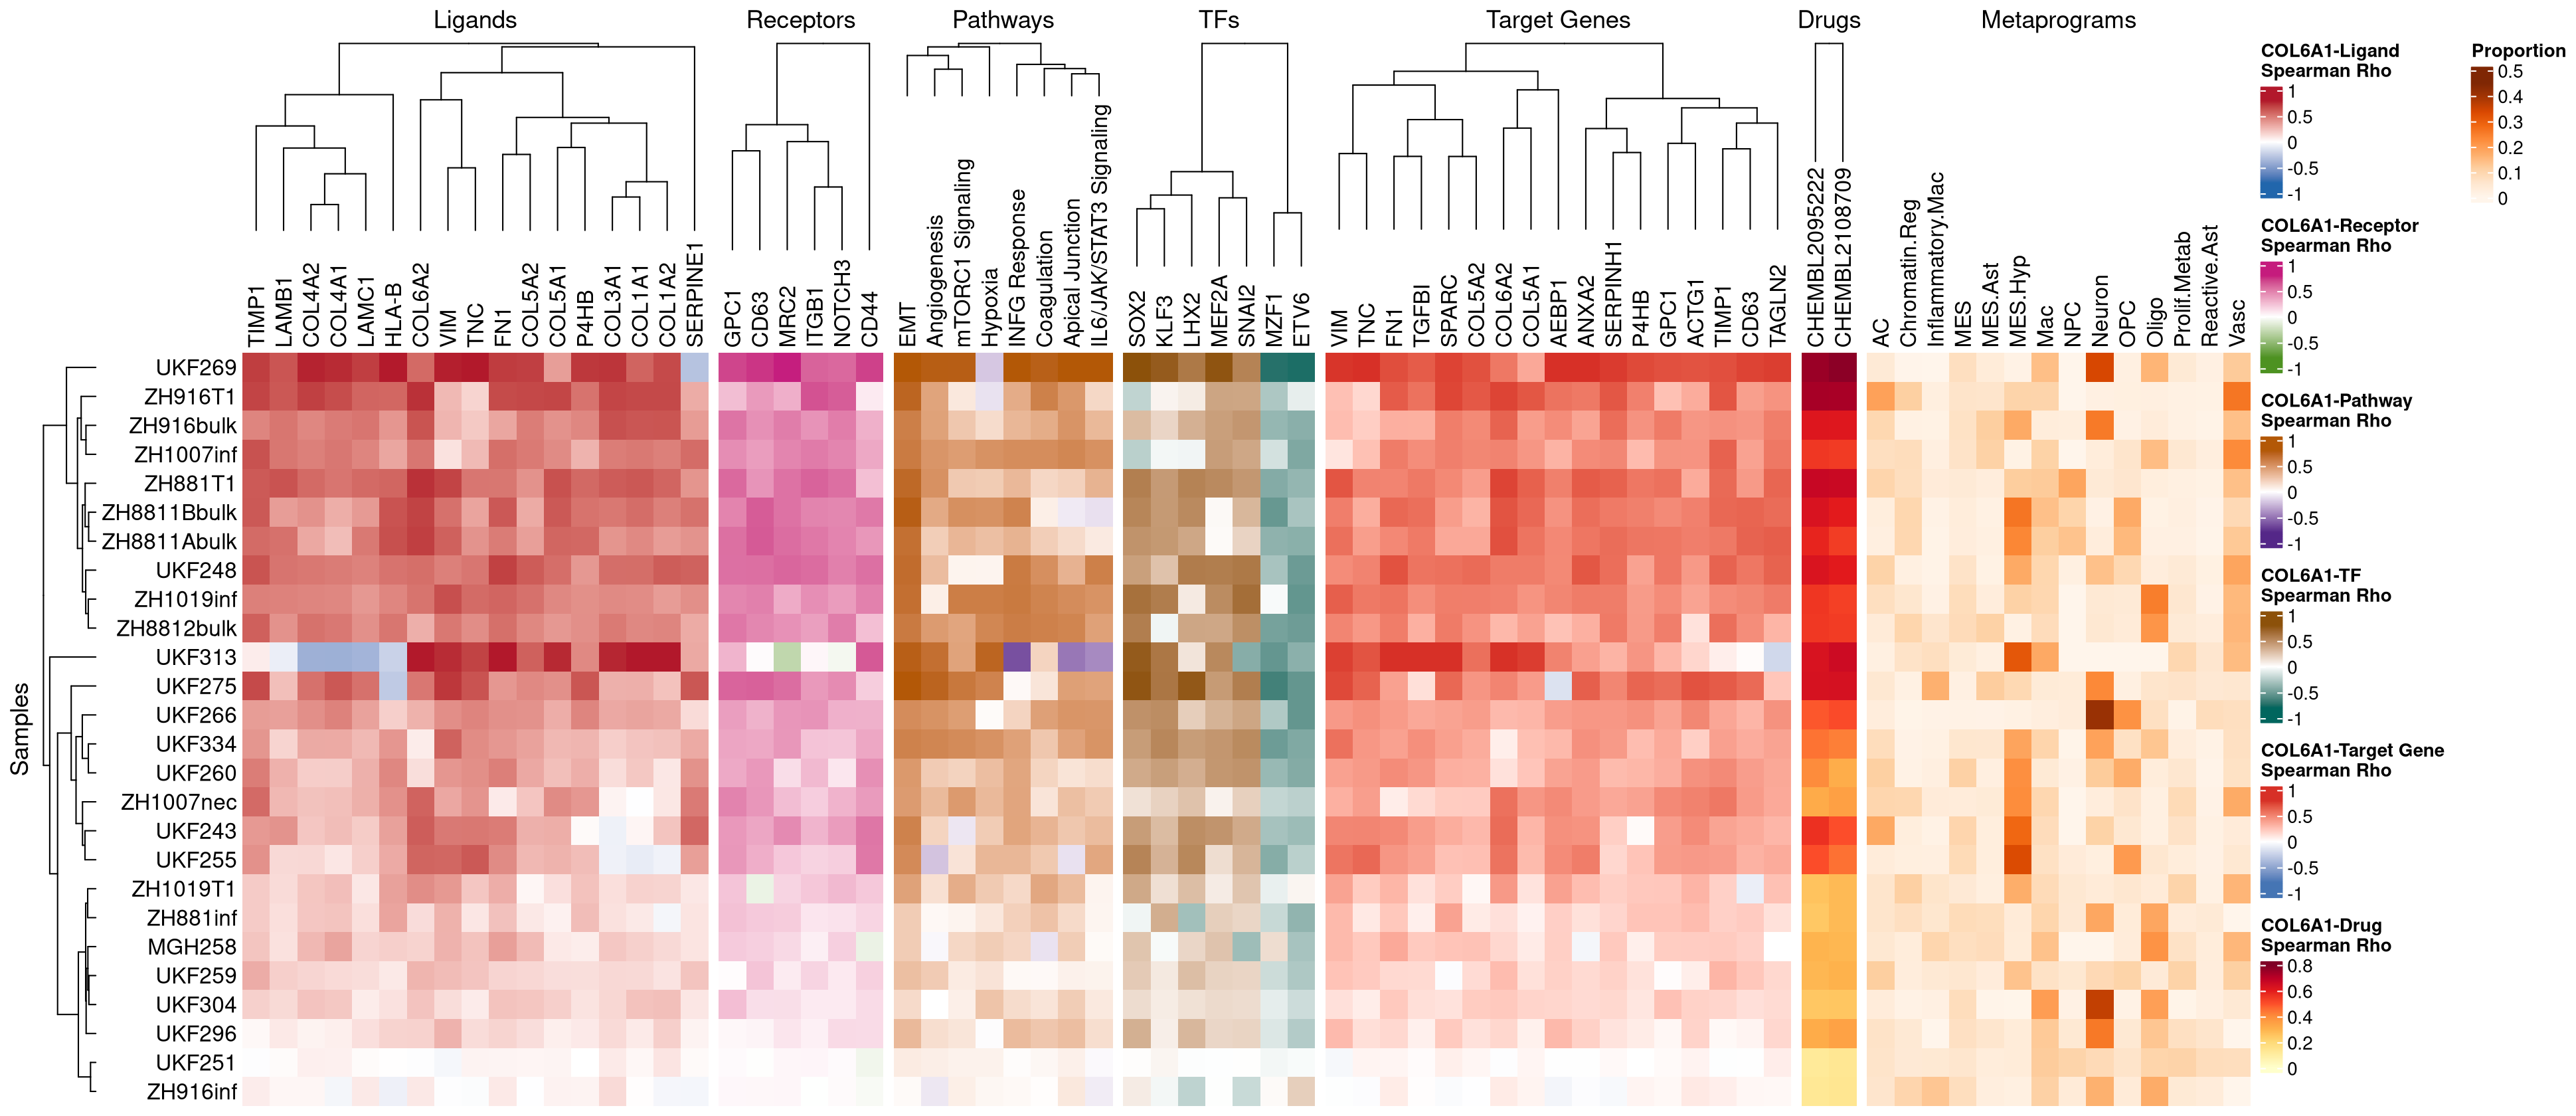 Ligands
Receptors
Pathways
TFs
Target Genes
Drugs
Metaprograms
TIMP1
LAMB1
COL4A2
COL4A1
LAMC1
HLA-B
COL6A2
VIM
TNC
FN1
COL5A2
COL5A1
P4HB
COL3A1
COL1A1
COL1A2
SERPINE1
GPC1
CD63
MRC2
ITGB1
NOTCH3
CD44
EMT
Angiogenesis
mTORC1 Signaling
Hypoxia
INFG Response
Coagulation
Apical Junction
IL6/JAK/STAT3 Signaling
SOX2
KLF3
LHX2
MEF2A
SNAI2
MZF1
ETV6
VIM
TNC
FN1
TGFBI
SPARC
COL5A2
COL6A2
COL5A1
AEBP1
ANXA2
SERPINH1
P4HB
GPC1
ACTG1
TIMP1
CD63
TAGLN2
CHEMBL2095222
CHEMBL2108709
AC
Chromatin.Reg
Inflammatory.Mac
MES
MES.Ast
MES.Hyp
Mac
NPC
Neuron
OPC
Oligo
Prolif.Metab
Reactive.Ast
Vasc
Samples
UKF269
ZH916T1
ZH916bulk
ZH1007inf
ZH881T1
ZH8811Bbulk
ZH8811Abulk
UKF248
ZH1019inf
ZH8812bulk
UKF313
UKF275
UKF266
UKF334
UKF260
ZH1007nec
UKF243
UKF255
ZH1019T1
ZH881inf
MGH258
UKF259
UKF304
UKF296
UKF251
ZH916inf
COL6A1-Ligand
Spearman Rho
1
0.5
0
-0.5
-1
COL6A1-Receptor
Spearman Rho
1
0.5
0
-0.5
-1
COL6A1-Pathway
Spearman Rho
1
0.5
0
-0.5
-1
COL6A1-TF
Spearman Rho
1
0.5
0
-0.5
-1
COL6A1-Target Gene
Spearman Rho
1
0.5
0
-0.5
-1
COL6A1-Drug
Spearman Rho
0.8
0.6
0.4
0.2
0
Proportion
0.5
0.4
0.3
0.2
0.1
0